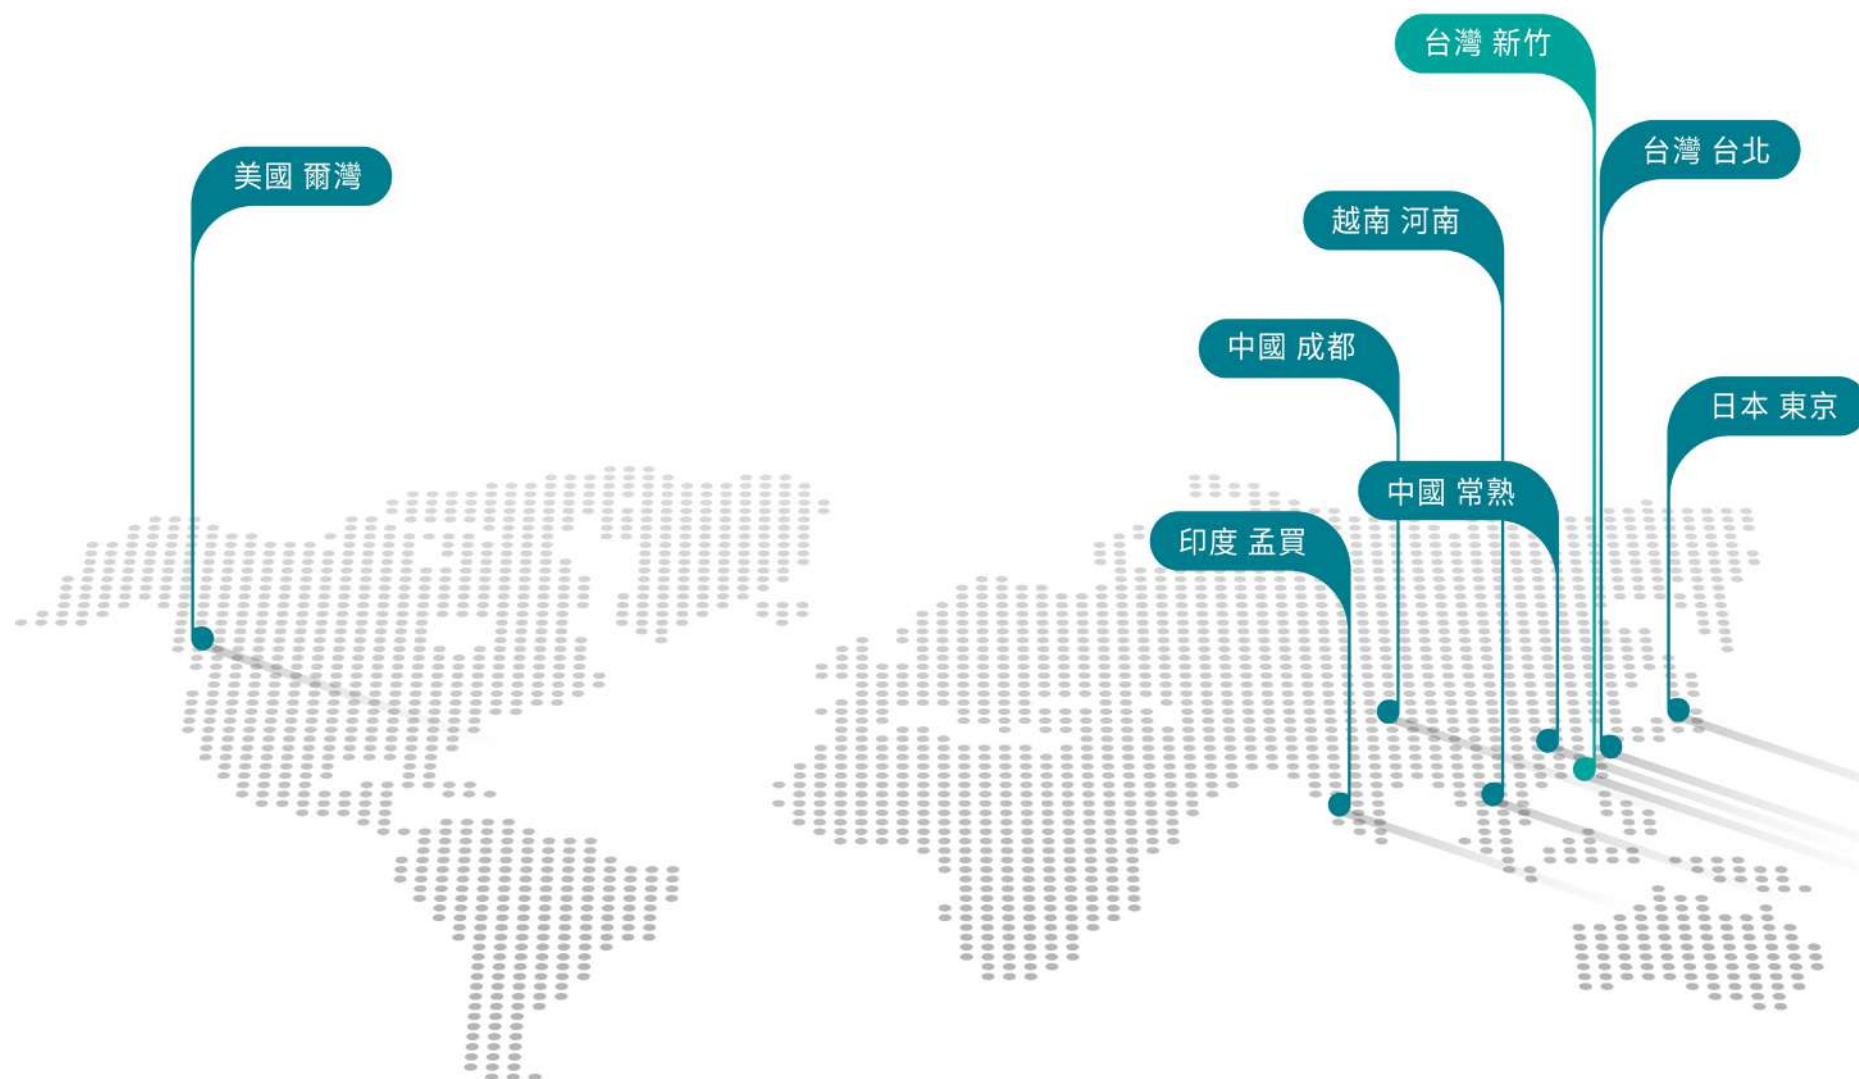 台灣 新竹
台灣 台北
美國 爾灣
越南 河南
中國 成都
日本 東京
中國 常熟
印度 孟買